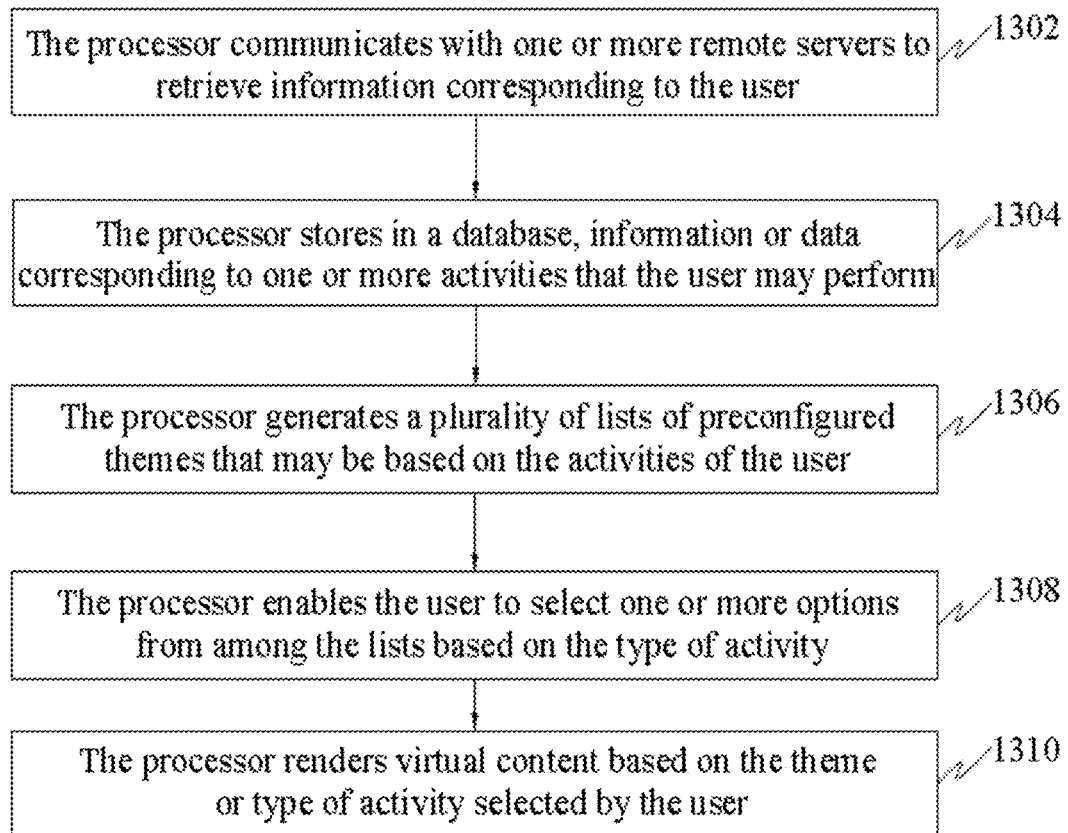 The processor communicates with one or more remote servers to
retrieve information corresponding to the user
1302
The processor stores in a database, information or data
corresponding to one or more activities that the user may perform
1304
The processor generates a plurality of lists of preconfigured
themes that may be based on the activities of the user
1306
The processor enables the user to select one or more options
from among the lists based on the type of activity
1308
The processor renders virtual content based on the theme
or type of activity selected by the user
1310